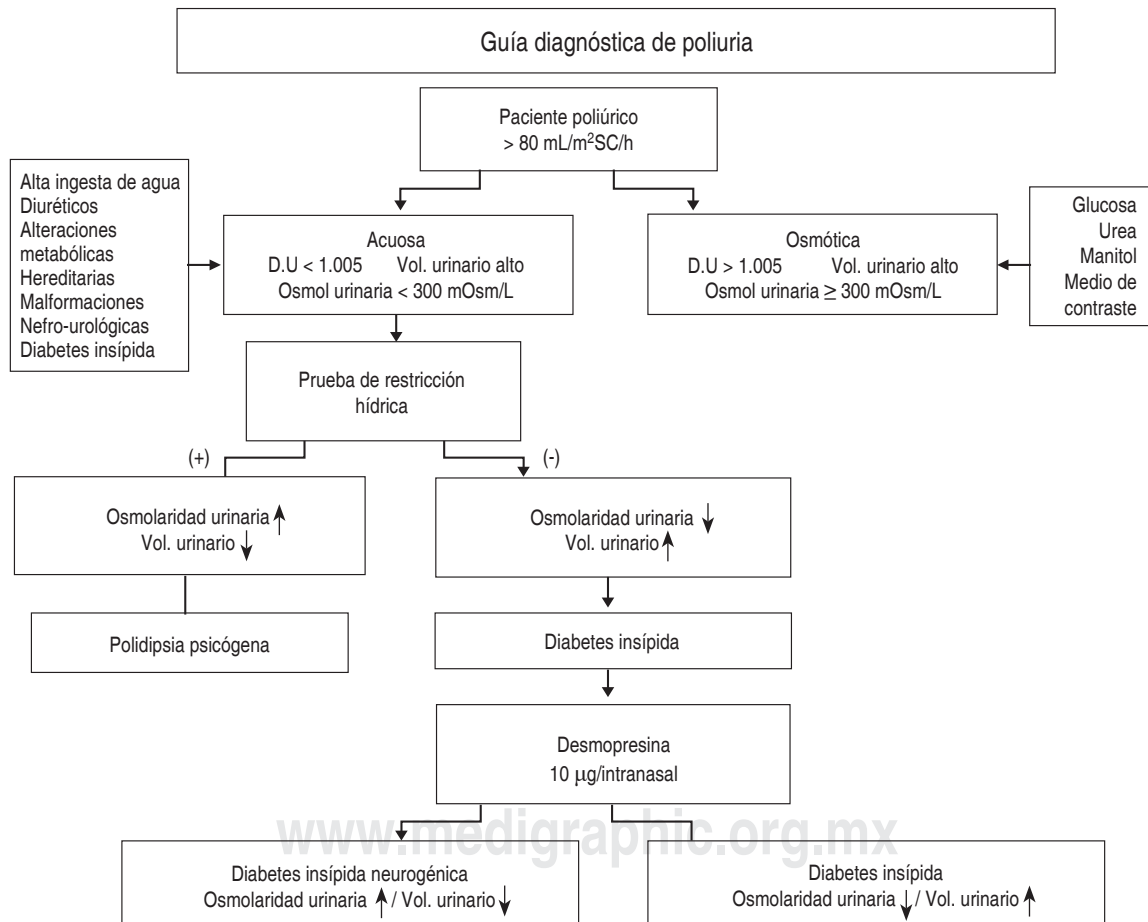 Guía diagnóstica de poliuria
Paciente poliúrico
> 80 mL/m²SC/h
Alta ingesta de agua
Diuréticos
Alteraciones
metabólicas
Hereditarias
Malformaciones
Nefro-urológicas
Diabetes insípida
Acuosa
D.U < 1.005 Vol. urinario alto
Osmol urinaria < 300 mOsm/L
Osmótica
D.U > 1.005 Vol. urinario alto
Osmol urinaria ≥ 300 mOsm/L
Glucosa
Urea
Manitol
Medio de
contraste
Prueba de restricción
hídrica
(+)
(-)
Osmolaridad urinaria ↑
Vol. urinario ↓
Osmolaridad urinaria ↓
Vol. urinario ↑
Polidipsia psicógena
Diabetes insípida
Desmopresina
10 µg/intranasal
www.medigraphic.org.mx
Diabetes insípida neurogénica
Osmolaridad urinaria ↑ / Vol. urinario ↓
Diabetes insípida
Osmolaridad urinaria ↓ / Vol. urinario ↑